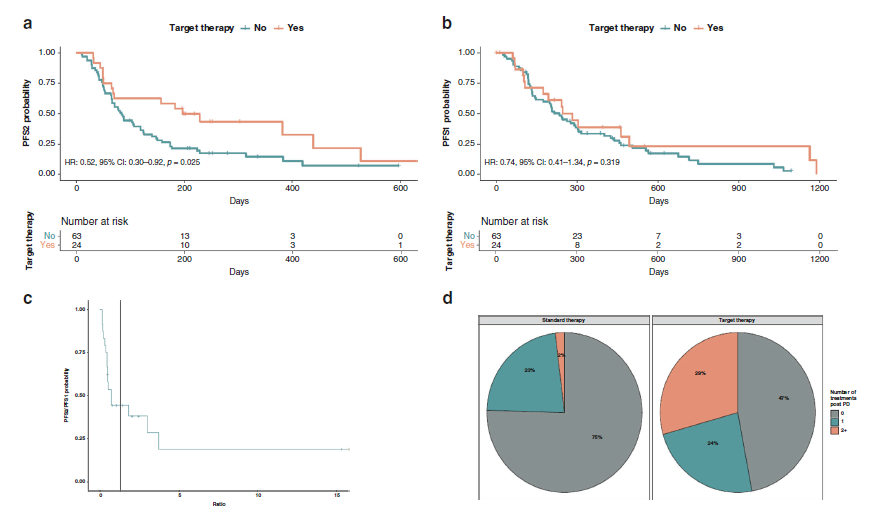 a
Target therapy No Yes
PFS2 probability
1.00
0.75
0.50
0.25
0.00
HR: 0.52, 95% CI: 0.30–0.92, p = 0.025
0 200 400 600
Days
Target therapy
Number at risk
No 63 13 3 0
Yes 24 10 3 1
0 200 400 600
Days
b
Target therapy No Yes
PFS1 probability
1.00
0.75
0.50
0.25
0.00
HR: 0.74, 95% CI: 0.41–1.34, p = 0.319
0 300 600 900 1200
Days
Target therapy
Number at risk
No 63 23 7 3 0
Yes 24 8 2 2 0
0 300 600 900 1200
Days
c
PFS2/PFS1 probability
1.00
0.75
0.50
0.25
0.00
0 5 10 15
Ratio
d
Standard therapy
2%
23%
75%
Target therapy
29%
47%
24%
Number of
treatments
post PD
0
1
2+